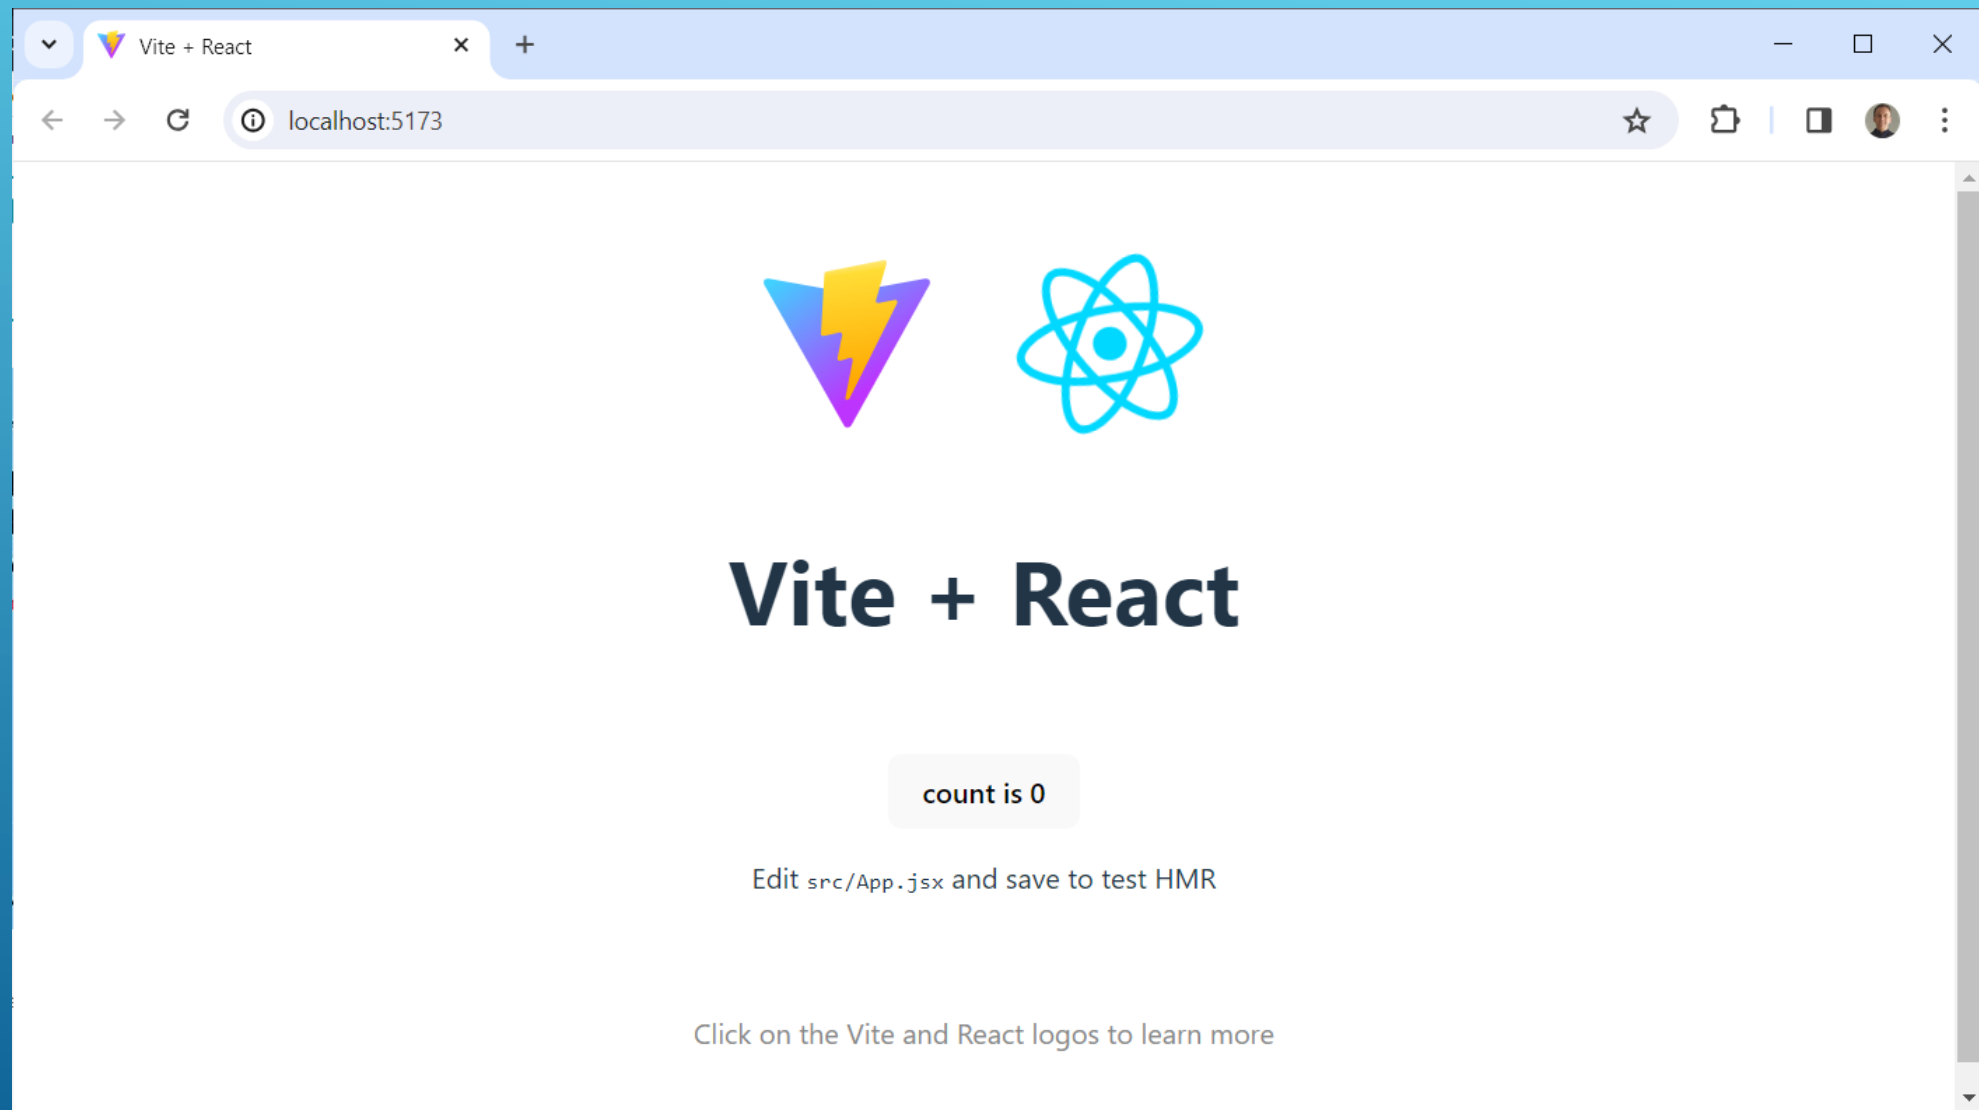 Vite + React
localhost:5173
Vite + React
count is 0
Edit src/App.jsx and save to test HMR
Click on the Vite and React logos to learn more